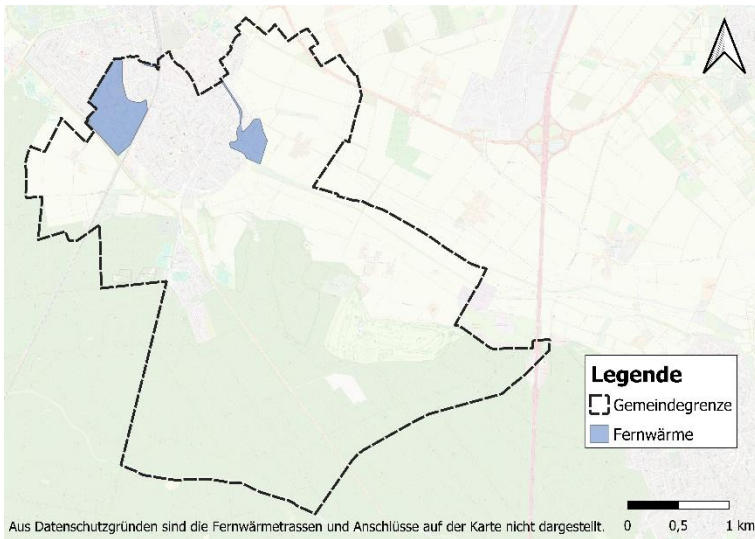 Legende
Gemeindegrenze
Fernwärme
Aus Datenschutzgründen sind die Fernwärmetrassen und Anschlüsse auf der Karte nicht dargestellt.
0 0,5 1 km